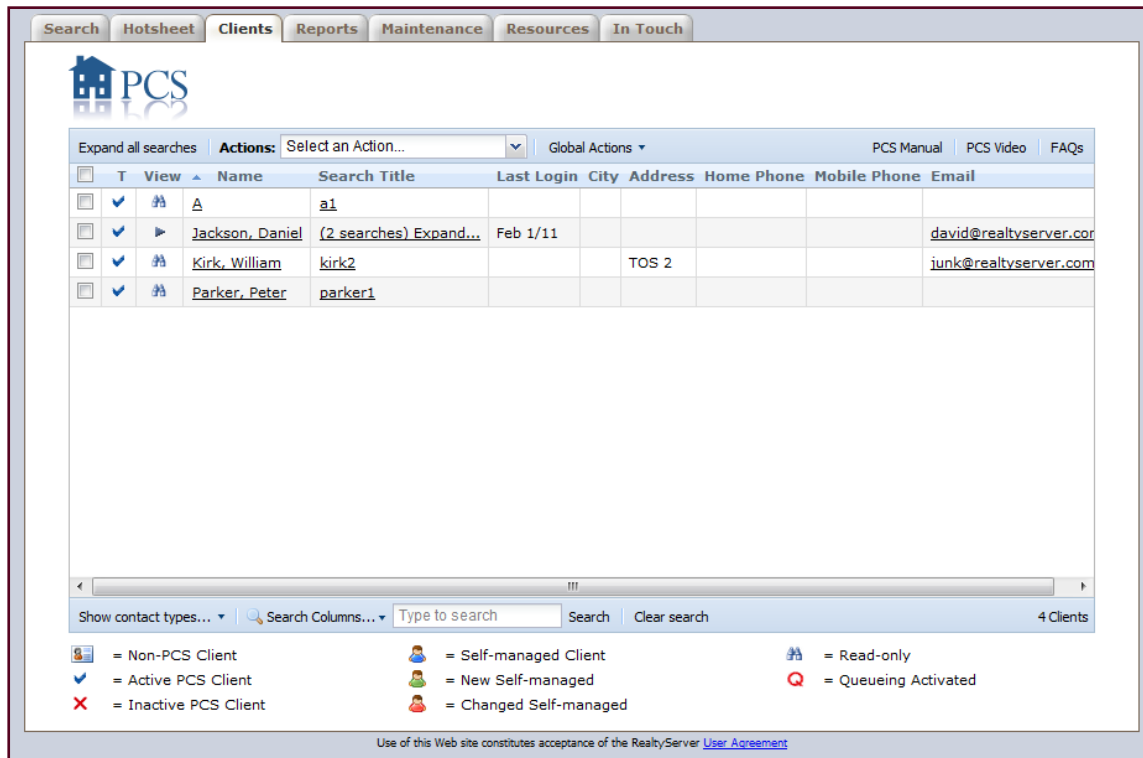 Search Hotsheet Clients Reports Maintenance Resources In Touch
PCS
Expand all searches Actions: Select an Action... Global Actions PCS Manual PCS Video FAQs
T View Name Search Title Last Login City Address Home Phone Mobile Phone Email
A a1
Jackson, Daniel (2 searches) Expand... Feb 1/11 david@realtyserver.cor
Kirk, William kirk2 TOS 2 junk@realtyserver.com
Parker, Peter parker1
Show contact types... Search Columns... Type to search Search Clear search 4 Clients
= Non-PCS Client = Self-managed Client = Read-only
= Active PCS Client = New Self-managed Q = Queueing Activated
= Inactive PCS Client = Changed Self-managed
Use of this Web site constitutes acceptance of the RealtyServer User Agreement